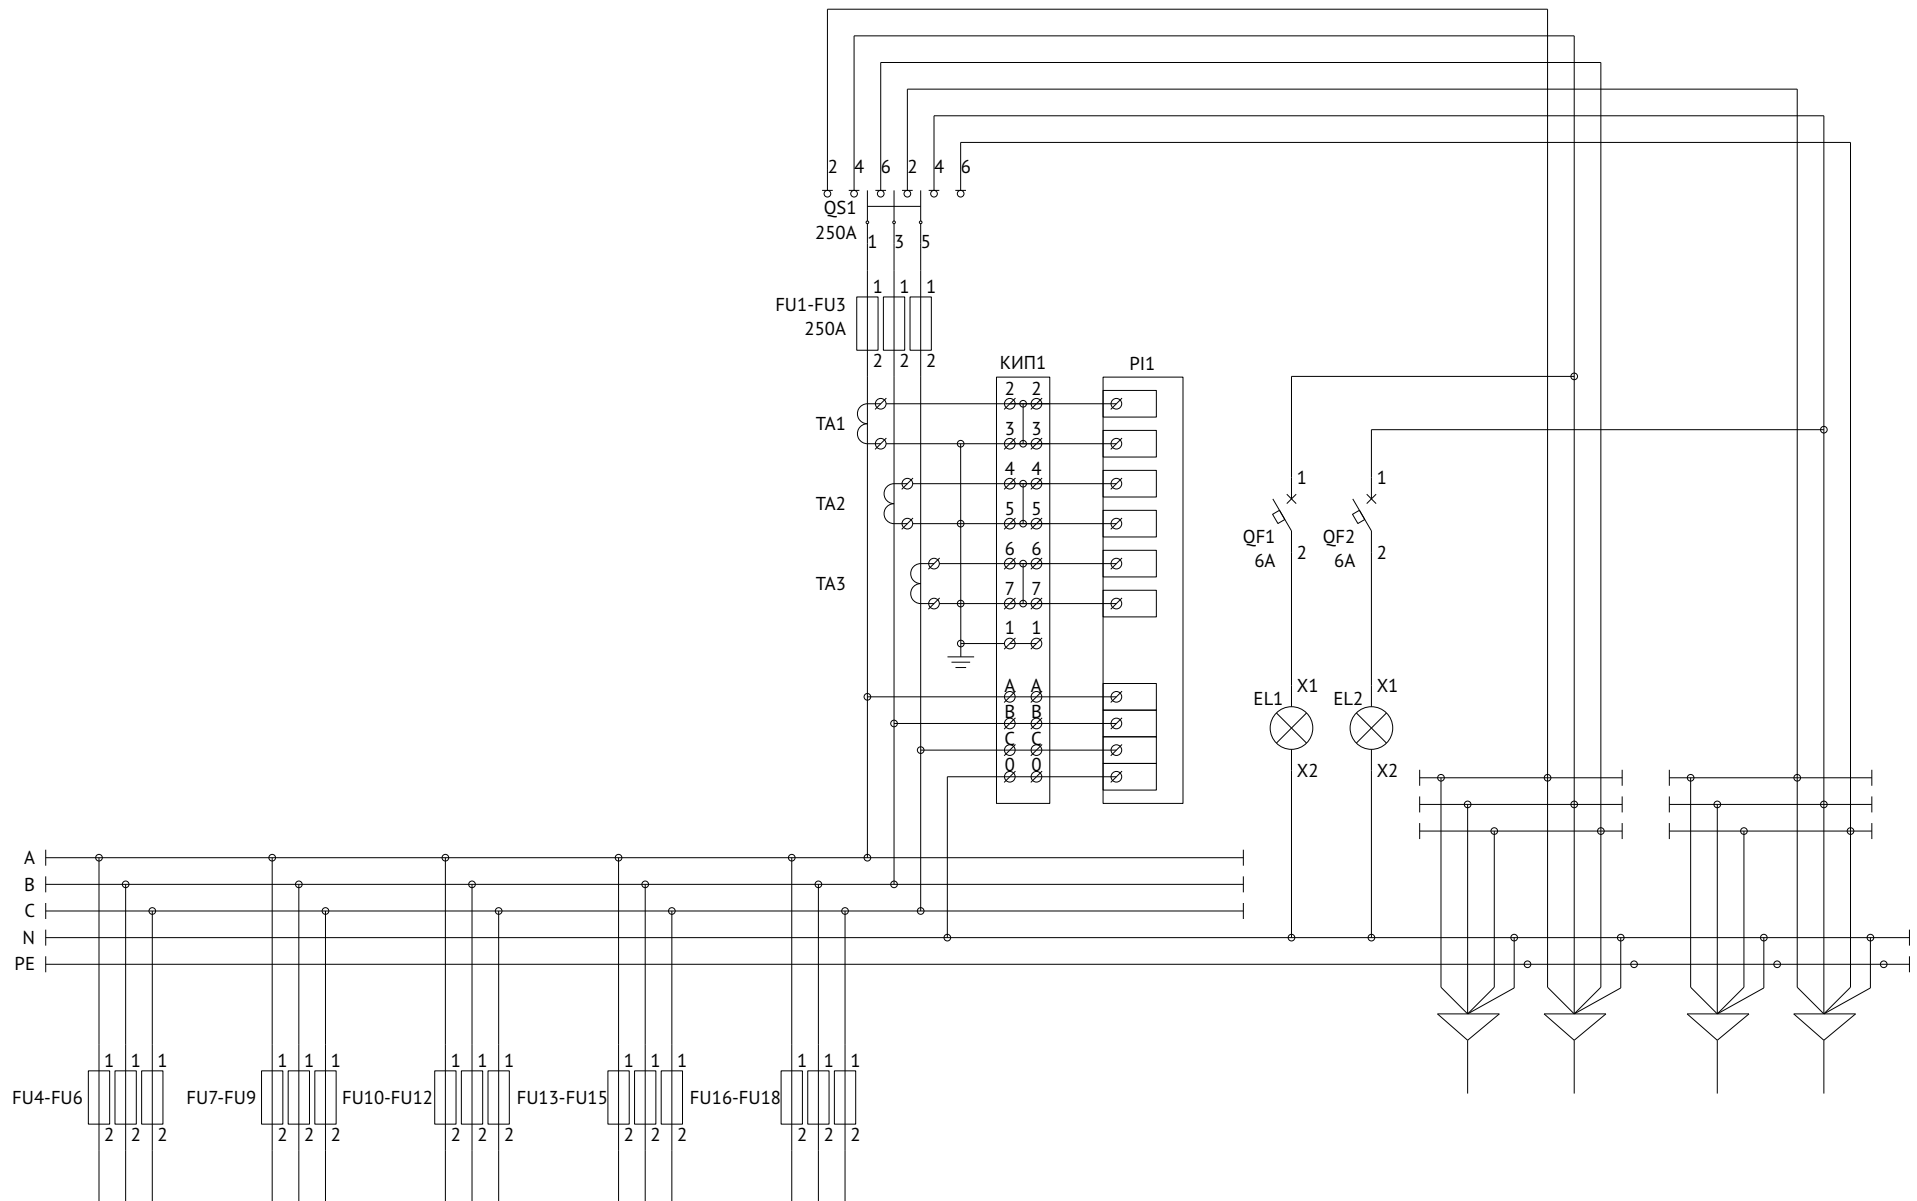 2 4 6 2 4 6
QS1
250A
1 3 5
1 1 1
FU1-FU3
250A
2 2 2
КИП1
PI1
2 2
TA1
3 3
4 4
TA2
5 5
6 6
TA3
7 7
1 1
A A
B B
C C
0 0
1
QF1
6A
2
1
QF2
6A
2
X1
EL1
X2
X1
EL2
X2
A
B
C
N
PE
1 1 1
FU4-FU6
2 2 2
1 1 1
FU7-FU9
2 2 2
1 1 1
FU10-FU12
2 2 2
1 1 1
FU13-FU15
2 2 2
1 1 1
FU16-FU18
2 2 2